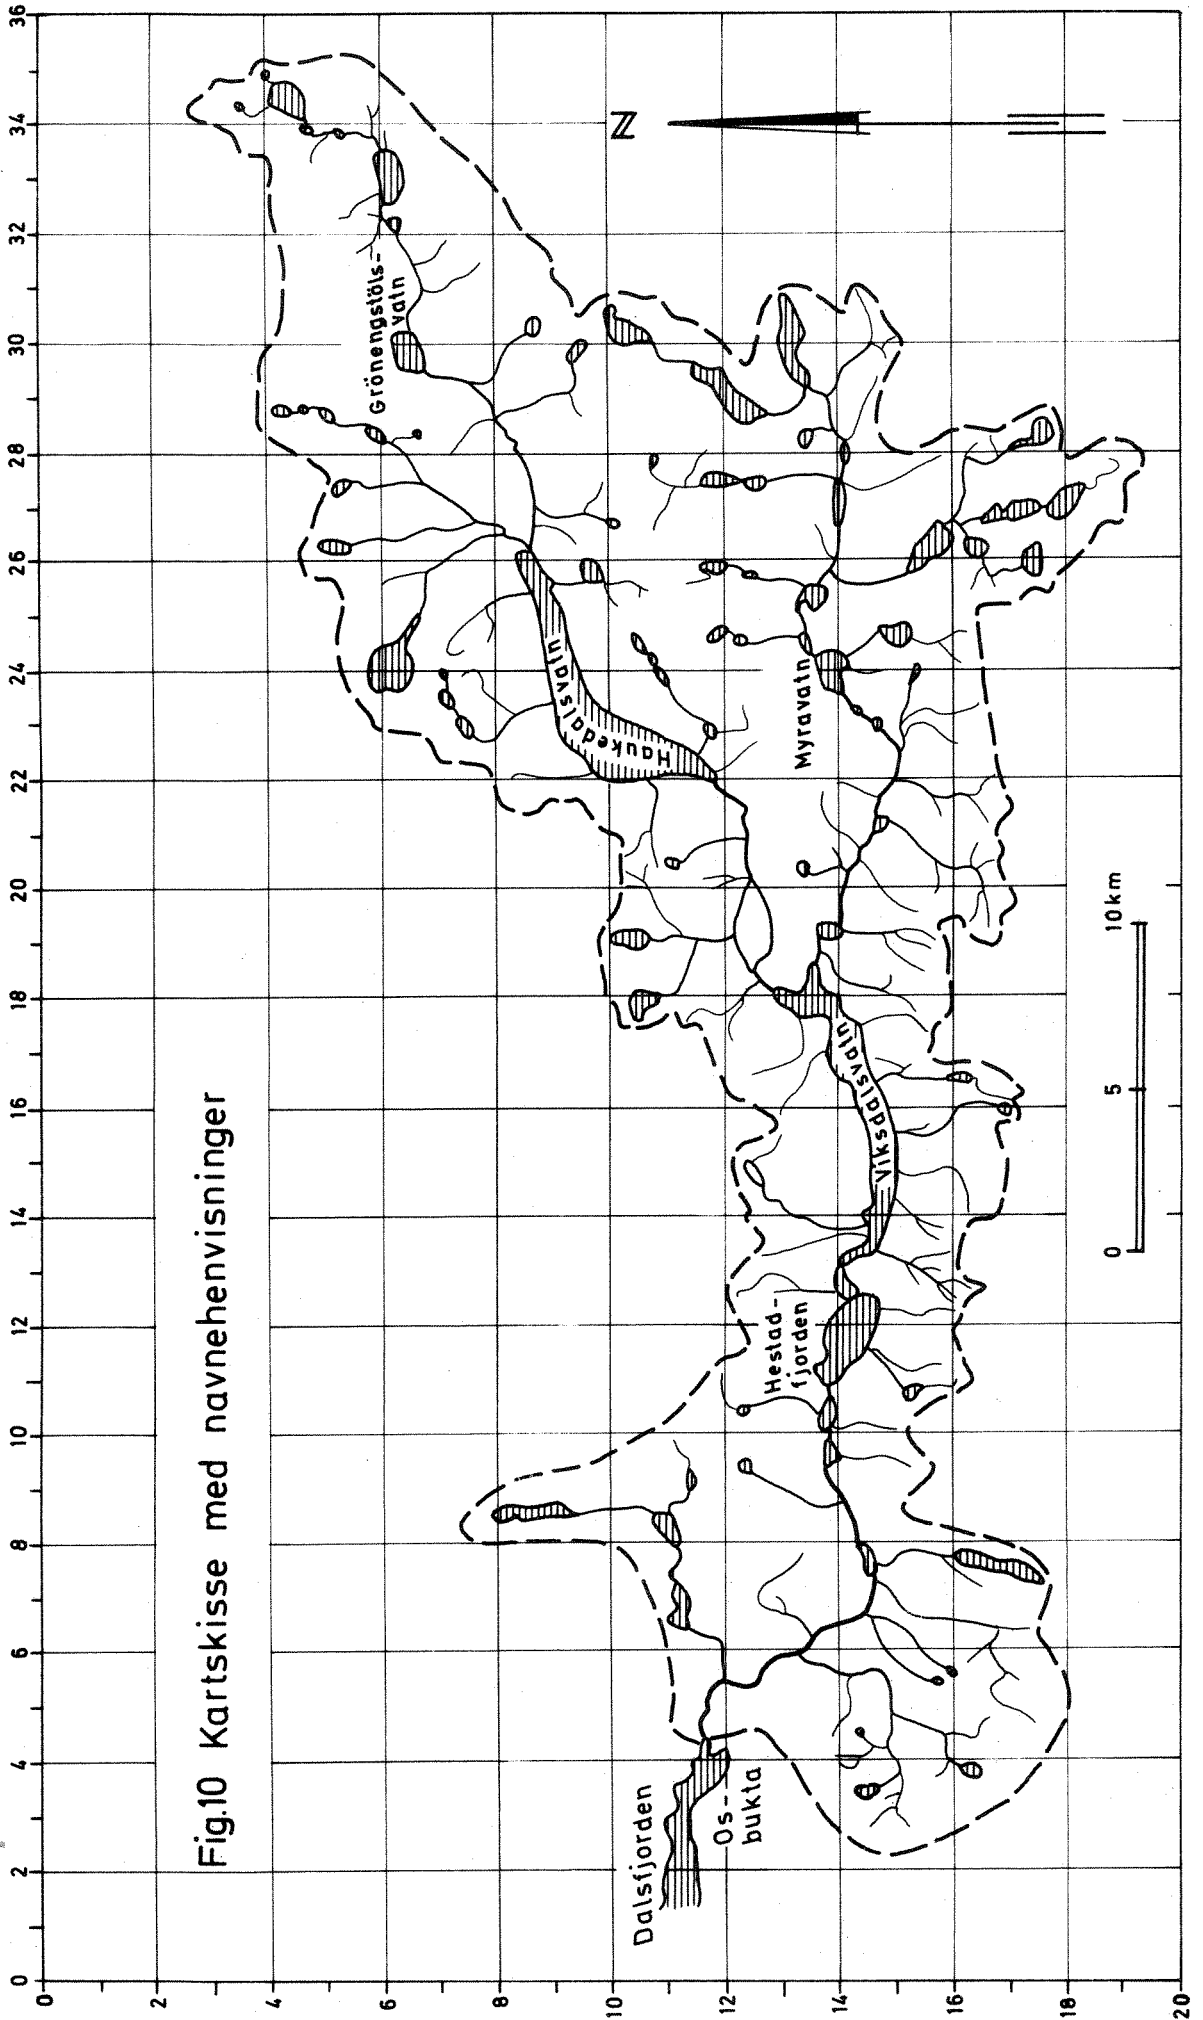 Fig.10 Kartskisse med navnehenvisninger
0 2 4 6 8 10 12 14 16 18 20 22 24 26 28 30 32 34 36
0
2
4
6
8
10
12
14
16
18
20
Grönengstöls-
vatn
N
Haukedalsvatn
Dalsfjorden
Os-
bukta
Hestad-
fjorden
Viksdalsvatn
Myravatn
0 5 10 km